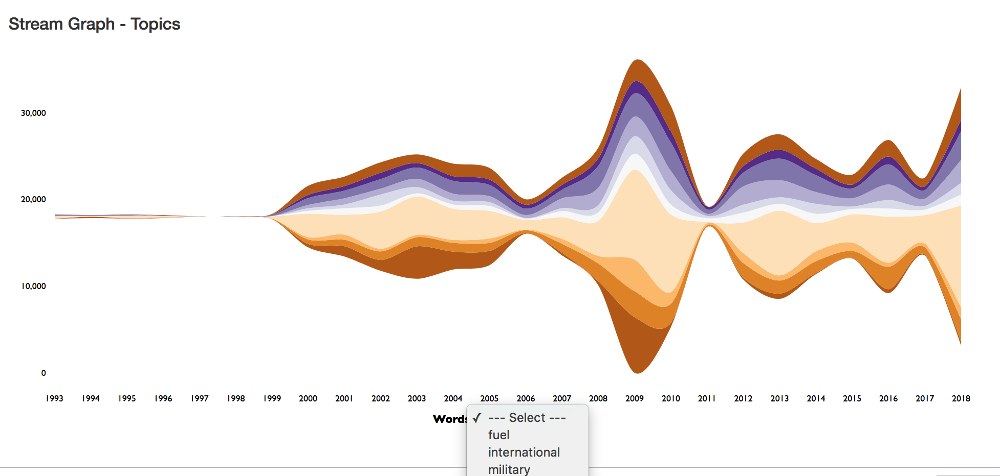 Stream Graph - Topics
30,000
20,000
10,000
0
1993 1994 1995 1996 1997 1998 1999 2000 2001 2002 2003 2004 2005 2006 2007 2008 2009 2010 2011 2012 2013 2014 2015 2016 2017 2018
Words ✓ --- Select ---
fuel
international
military